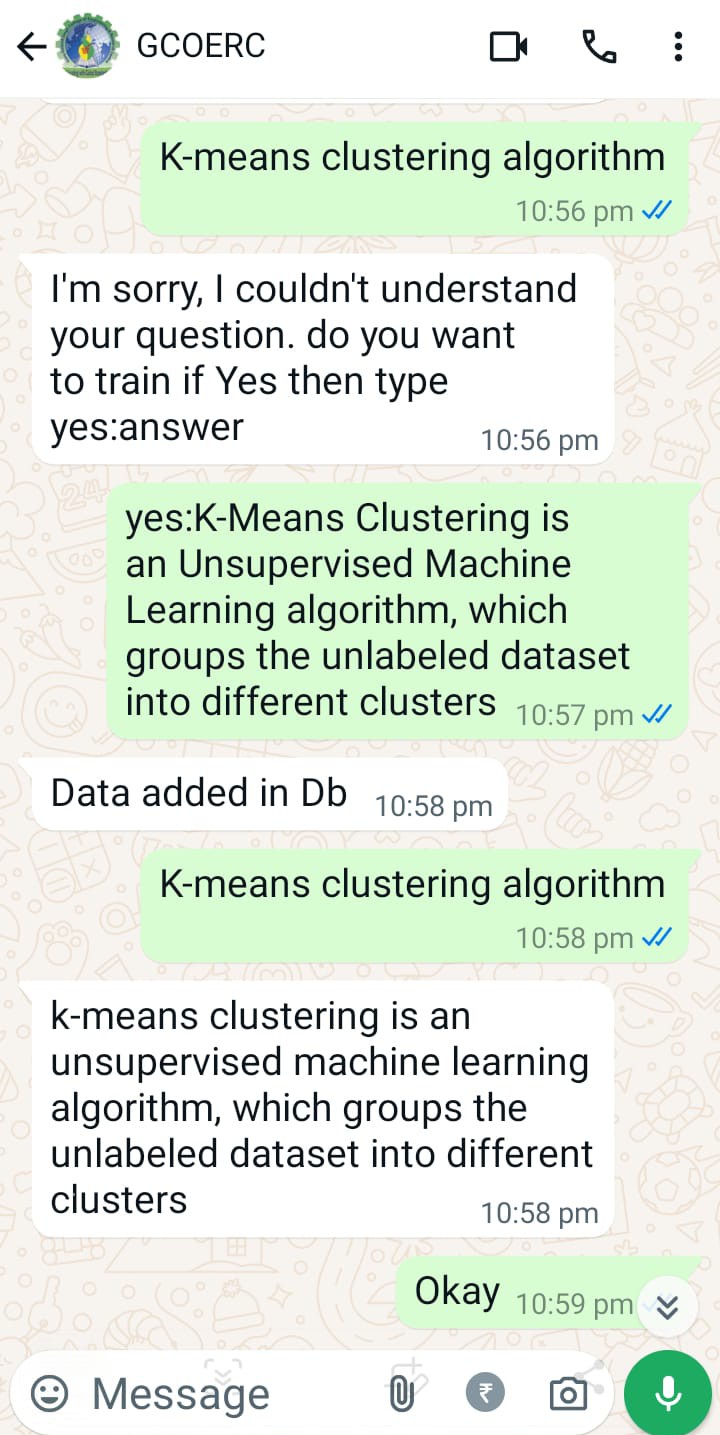 GCOERC
K-means clustering algorithm
10:56 pm
I'm sorry, I couldn't understand
your question. do you want
to train if Yes then type
yes:answer
10:56 pm
yes:K-Means Clustering is
an Unsupervised Machine
Learning algorithm, which
groups the unlabeled dataset
into different clusters
10:57 pm
Data added in Db
10:58 pm
K-means clustering algorithm
10:58 pm
k-means clustering is an
unsupervised machine learning
algorithm, which groups the
unlabeled dataset into different
clusters
10:58 pm
Okay
10:59 pm
Message
₹